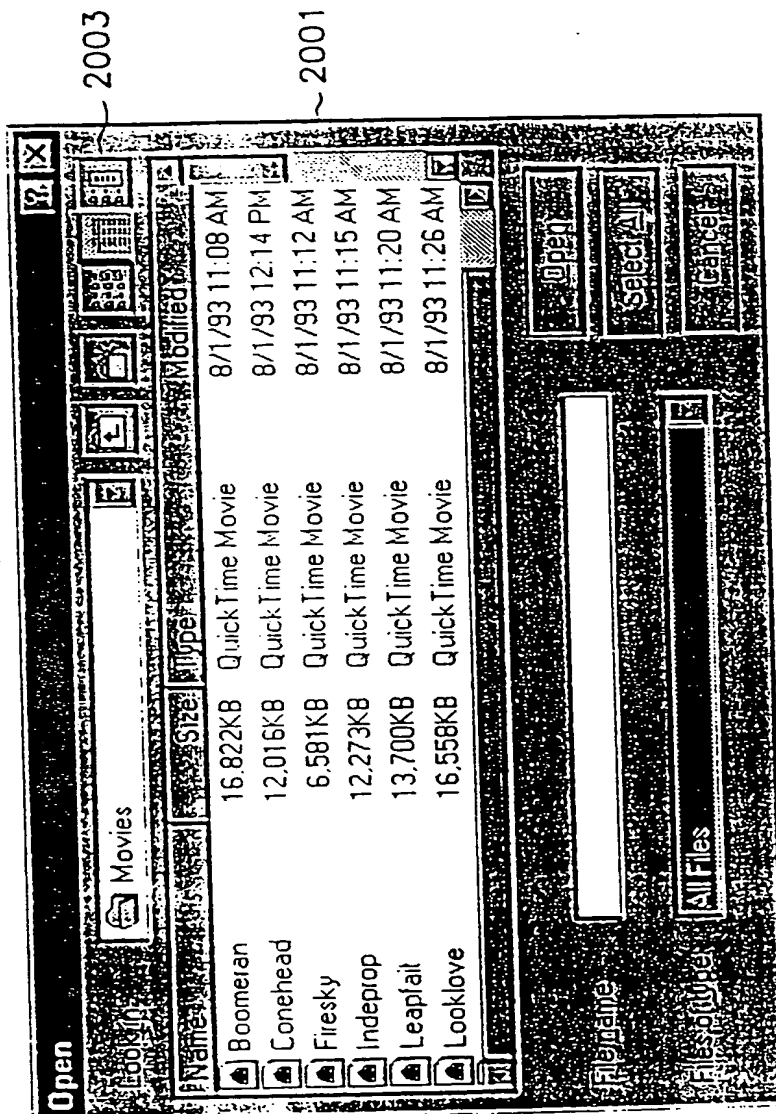 Open
Look in: Movies
2003
Name Size Type Modified
Boomeran 16.822KB QuickTime Movie 8/1/93 11:08 AM
Conehead 12,016KB QuickTime Movie 8/1/93 12:14 PM
Firesky 6,581KB QuickTime Movie 8/1/93 11:12 AM
Indeprop 12,273KB QuickTime Movie 8/1/93 11:15 AM
Leapfait 13,700KB QuickTime Movie 8/1/93 11:20 AM
Looklove 16,558KB QuickTime Movie 8/1/93 11:26 AM
2001
File name: Open
Files of type: All Files Select All
Cancel